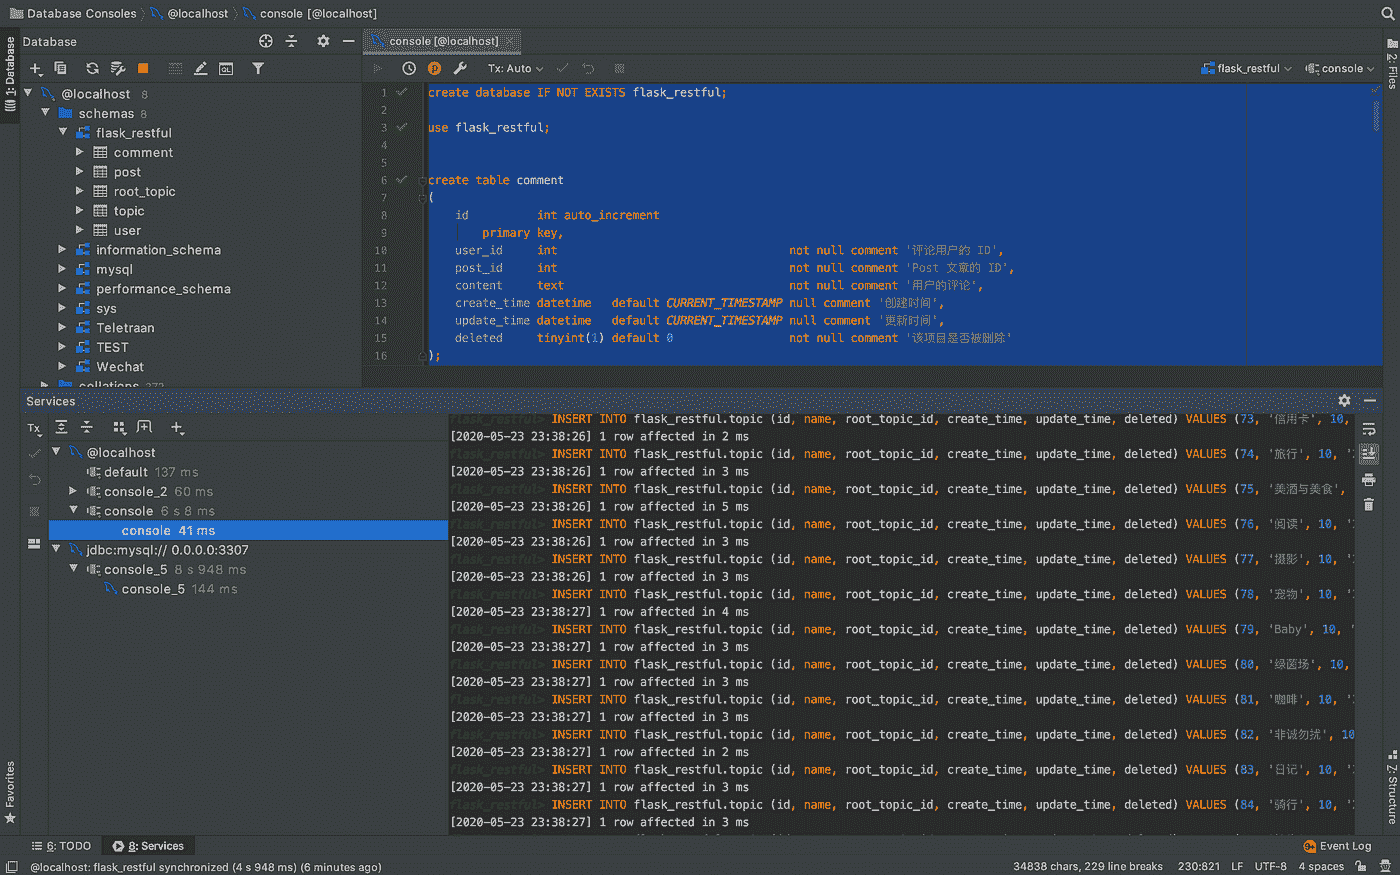 Database Consoles
@localhost
console [@localhost]
1: Database
Database
console [@localhost]
2: Files
Tx: Auto
flask_restful
console
@localhost 8
schemas 8
flask_restful
comment
post
root_topic
topic
user
information_schema
mysql
performance_schema
sys
Teletraan
TEST
Wechat
collations 272
1 create database IF NOT EXISTS flask_restful;
2
3 use flask_restful;
4
5
6 create table comment
7 (
8 id int auto_increment
9 primary key,
10 user_id int not null comment '评论用户的 ID',
11 post_id int not null comment 'Post 文章的 ID',
12 content text not null comment '用户的评论',
13 create_time datetime default CURRENT_TIMESTAMP null comment '创建时间',
14 update_time datetime default CURRENT_TIMESTAMP null comment '更新时间',
15 deleted tinyint(1) default 0 not null comment '该项目是否被删除'
16 );
Services
Tx
@localhost
default 137 ms
console_2 60 ms
console 6 s 8 ms
console 41 ms
jdbc:mysql:// 0.0.0.0:3307
console_5 8 s 948 ms
console_5 144 ms
flask_restful> INSERT INTO flask_restful.topic (id, name, root_topic_id, create_time, update_time, deleted) VALUES (73, '信用卡', 10,
[2020-05-23 23:38:26] 1 row affected in 2 ms
flask_restful> INSERT INTO flask_restful.topic (id, name, root_topic_id, create_time, update_time, deleted) VALUES (74, '旅行', 10, '
[2020-05-23 23:38:26] 1 row affected in 3 ms
flask_restful> INSERT INTO flask_restful.topic (id, name, root_topic_id, create_time, update_time, deleted) VALUES (75, '美酒与美食',
[2020-05-23 23:38:26] 1 row affected in 5 ms
flask_restful> INSERT INTO flask_restful.topic (id, name, root_topic_id, create_time, update_time, deleted) VALUES (76, '阅读', 10, '
[2020-05-23 23:38:26] 1 row affected in 3 ms
flask_restful> INSERT INTO flask_restful.topic (id, name, root_topic_id, create_time, update_time, deleted) VALUES (77, '摄影', 10, '
[2020-05-23 23:38:26] 1 row affected in 3 ms
flask_restful> INSERT INTO flask_restful.topic (id, name, root_topic_id, create_time, update_time, deleted) VALUES (78, '宠物', 10, '
[2020-05-23 23:38:27] 1 row affected in 4 ms
flask_restful> INSERT INTO flask_restful.topic (id, name, root_topic_id, create_time, update_time, deleted) VALUES (79, 'Baby', 10, '
[2020-05-23 23:38:27] 1 row affected in 3 ms
flask_restful> INSERT INTO flask_restful.topic (id, name, root_topic_id, create_time, update_time, deleted) VALUES (80, '绿茵场', 10,
[2020-05-23 23:38:27] 1 row affected in 3 ms
flask_restful> INSERT INTO flask_restful.topic (id, name, root_topic_id, create_time, update_time, deleted) VALUES (81, '咖啡', 10, '
[2020-05-23 23:38:27] 1 row affected in 3 ms
flask_restful> INSERT INTO flask_restful.topic (id, name, root_topic_id, create_time, update_time, deleted) VALUES (82, '非诚勿扰', 10
[2020-05-23 23:38:27] 1 row affected in 2 ms
flask_restful> INSERT INTO flask_restful.topic (id, name, root_topic_id, create_time, update_time, deleted) VALUES (83, '日记', 10, '
[2020-05-23 23:38:27] 1 row affected in 3 ms
flask_restful> INSERT INTO flask_restful.topic (id, name, root_topic_id, create_time, update_time, deleted) VALUES (84, '骑行', 10, '
[2020-05-23 23:38:27] 1 row affected in 3 ms
Favorites
Z: Structure
6: TODO
8: Services
Event Log
@localhost: flask_restful synchronized (4 s 948 ms) (6 minutes ago)
34838 chars, 229 line breaks 230:821 LF UTF-8 4 spaces